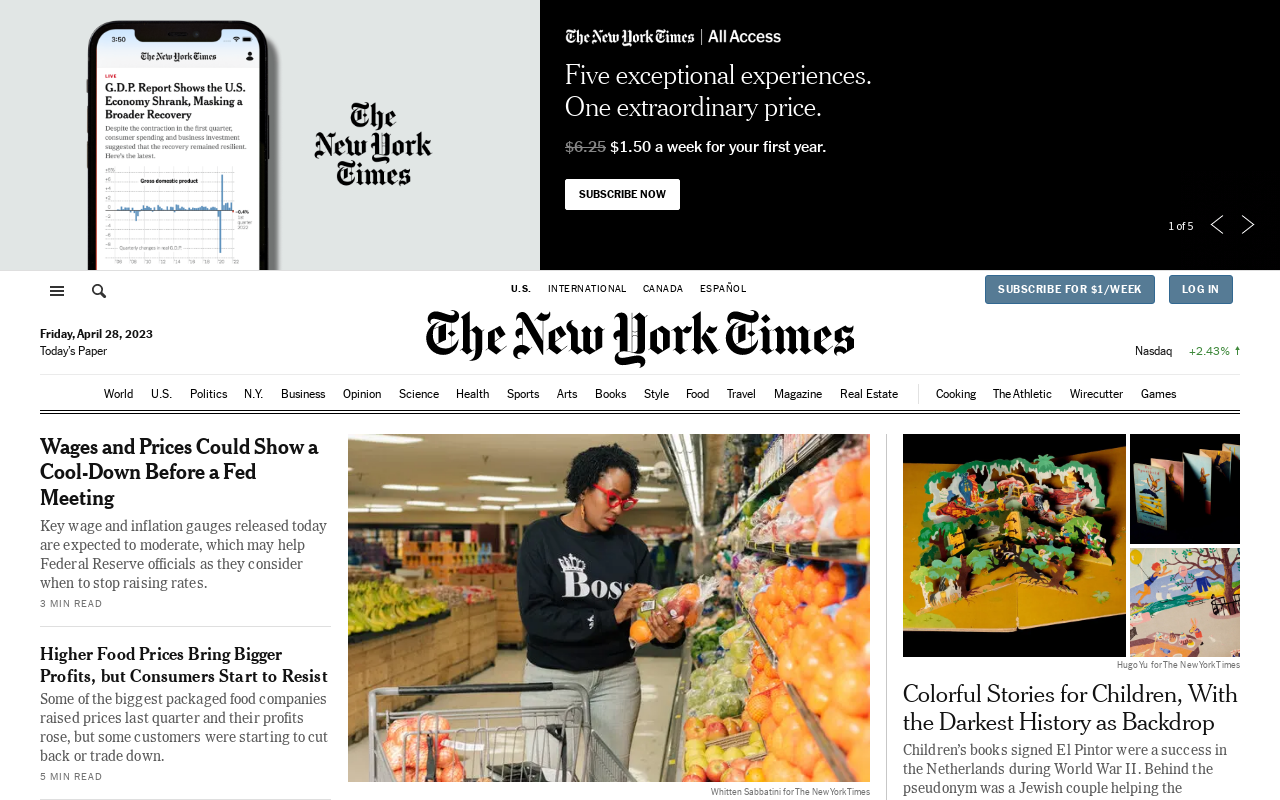 3:50
The New York Times
LIVE
G.D.P. Report Shows the U.S.
Economy Shrank, Masking a
Broader Recovery
Despite the contraction in the first quarter,
consumer spending and business investment
suggested that the recovery remained resilient.
Here's the latest.
Gross domestic product
-0.4%
1st
quarter
2022
Quarterly changes in real G.D.P.
The
New York
Times
The New York Times | All Access
Five exceptional experiences.
One extraordinary price.
$6.25 $1.50 a week for your first year.
SUBSCRIBE NOW
1 of 5
U.S. INTERNATIONAL CANADA ESPAÑOL
SUBSCRIBE FOR $1/WEEK LOG IN
The New York Times
Friday, April 28, 2023
Today's Paper
Nasdaq +2.43%
World U.S. Politics N.Y. Business Opinion Science Health Sports Arts Books Style Food Travel Magazine Real Estate Cooking The Athletic Wirecutter Games
Wages and Prices Could Show a
Cool-Down Before a Fed
Meeting
Key wage and inflation gauges released today
are expected to moderate, which may help
Federal Reserve officials as they consider
when to stop raising rates.
3 MIN READ
Higher Food Prices Bring Bigger
Profits, but Consumers Start to Resist
Some of the biggest packaged food companies
raised prices last quarter and their profits
rose, but some customers were starting to cut
back or trade down.
5 MIN READ
Boss
Whitten Sabbatini for The New York Times
Hugo Yu for The New York Times
Colorful Stories for Children, With
the Darkest History as Backdrop
Children's books signed El Pintor were a success in
the Netherlands during World War II. Behind the
pseudonym was a Jewish couple helping the